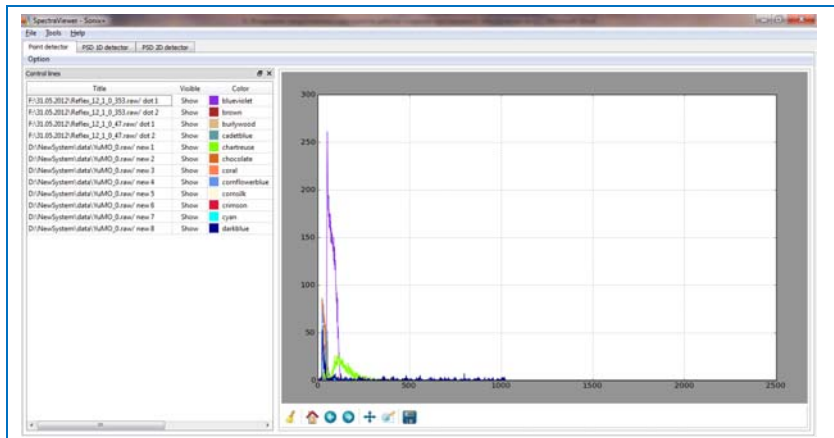 SpectraViewer - Sonix+
File Tools Help
Point detector PSD 1D detector PSD 2D detector
Option
Control lines
Title Visible Color
F:\31.05.2012\Reflex_12_1_0_353.raw/ dot 1 Show blueviolet
F:\31.05.2012\Reflex_12_1_0_353.raw/ dot 2 Show brown
F:\31.05.2012\Reflex_12_1_0_47.raw/ dot 1 Show burlywood
F:\31.05.2012\Reflex_12_1_0_47.raw/ dot 2 Show cadetblue
D:\NewSystem\data\YuMO_0.raw/ new 1 Show chartreuse
D:\NewSystem\data\YuMO_0.raw/ new 2 Show chocolate
D:\NewSystem\data\YuMO_0.raw/ new 3 Show coral
D:\NewSystem\data\YuMO_0.raw/ new 4 Show cornflowerblue
D:\NewSystem\data\YuMO_0.raw/ new 5 Show cornsilk
D:\NewSystem\data\YuMO_0.raw/ new 6 Show crimson
D:\NewSystem\data\YuMO_0.raw/ new 7 Show cyan
D:\NewSystem\data\YuMO_0.raw/ new 8 Show darkblue
300
250
200
150
100
50
0
0 500 1000 1500 2000 2500